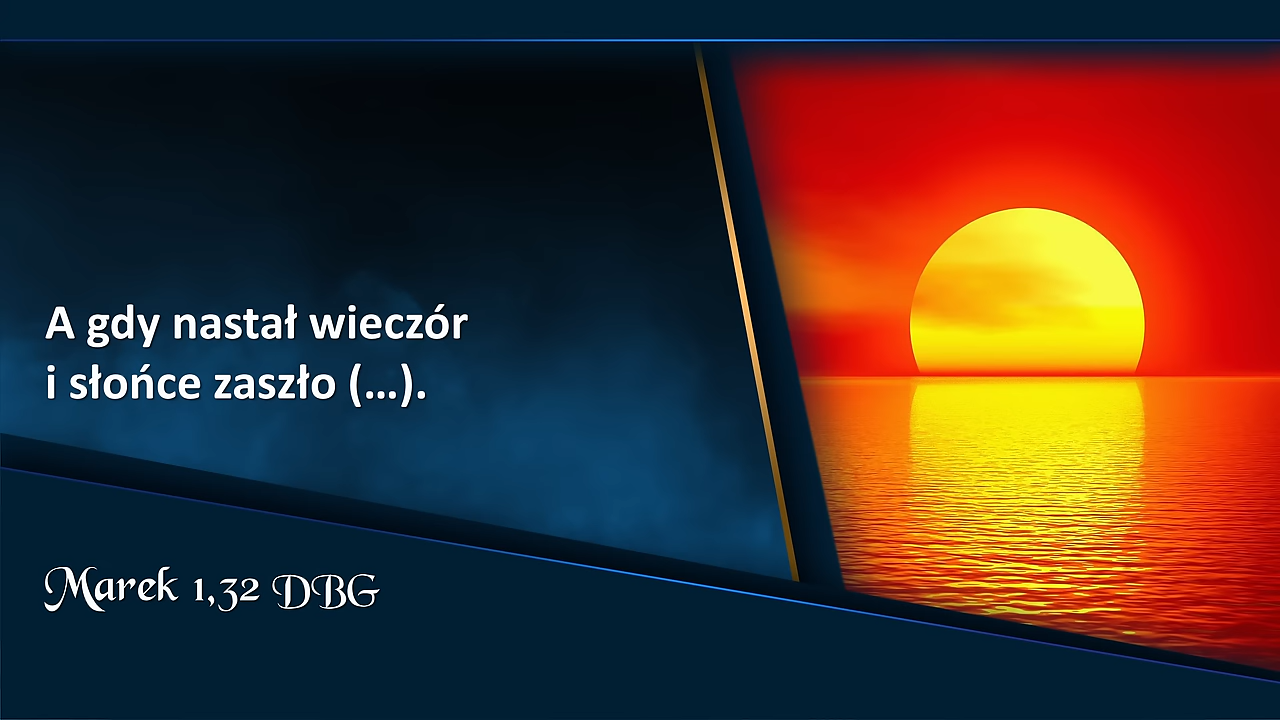 A gdy nastał wieczór
i słońce zaszło (...).
Marek 1,32 DBG